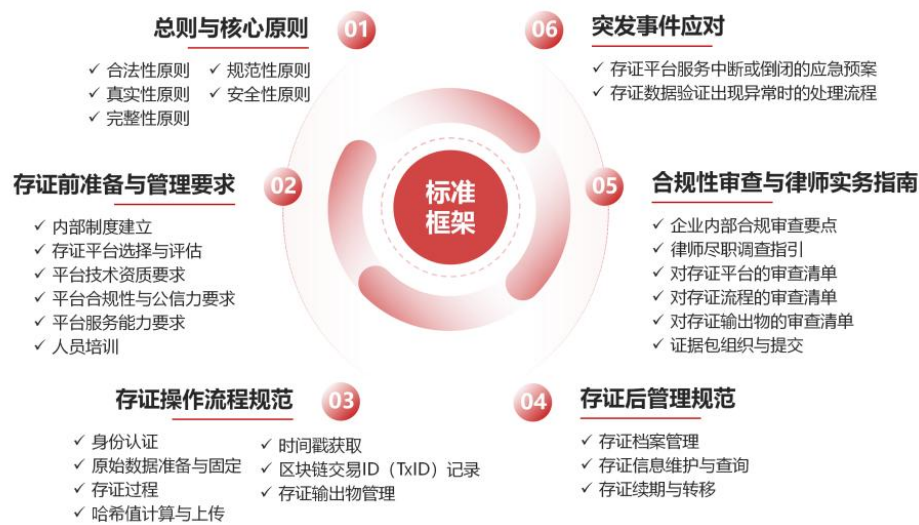 01
总则与核心原则
✓ 合法性原则 ✓ 规范性原则
✓ 真实性原则 ✓ 安全性原则
✓ 完整性原则
02
存证前准备与管理要求
✓ 内部制度建立
✓ 存证平台选择与评估
✓ 平台技术资质要求
✓ 平台合规性与公信力要求
✓ 平台服务能力要求
✓ 人员培训
03
存证操作流程规范
✓ 身份认证
✓ 原始数据准备与固定
✓ 存证过程
✓ 哈希值计算与上传
✓ 时间戳获取
✓ 区块链交易ID（TxID）记录
✓ 存证输出物管理
04
存证后管理规范
✓ 存证档案管理
✓ 存证信息维护与查询
✓ 存证续期与转移
05
合规性审查与律师实务指南
✓ 企业内部合规审查要点
✓ 律师尽职调查指引
✓ 对存证平台的审查清单
✓ 对存证流程的审查清单
✓ 对存证输出物的审查清单
✓ 证据包组织与提交
06
突发事件应对
✓ 存证平台服务中断或倒闭的应急预案
✓ 存证数据验证出现异常时的处理流程
标准
框架